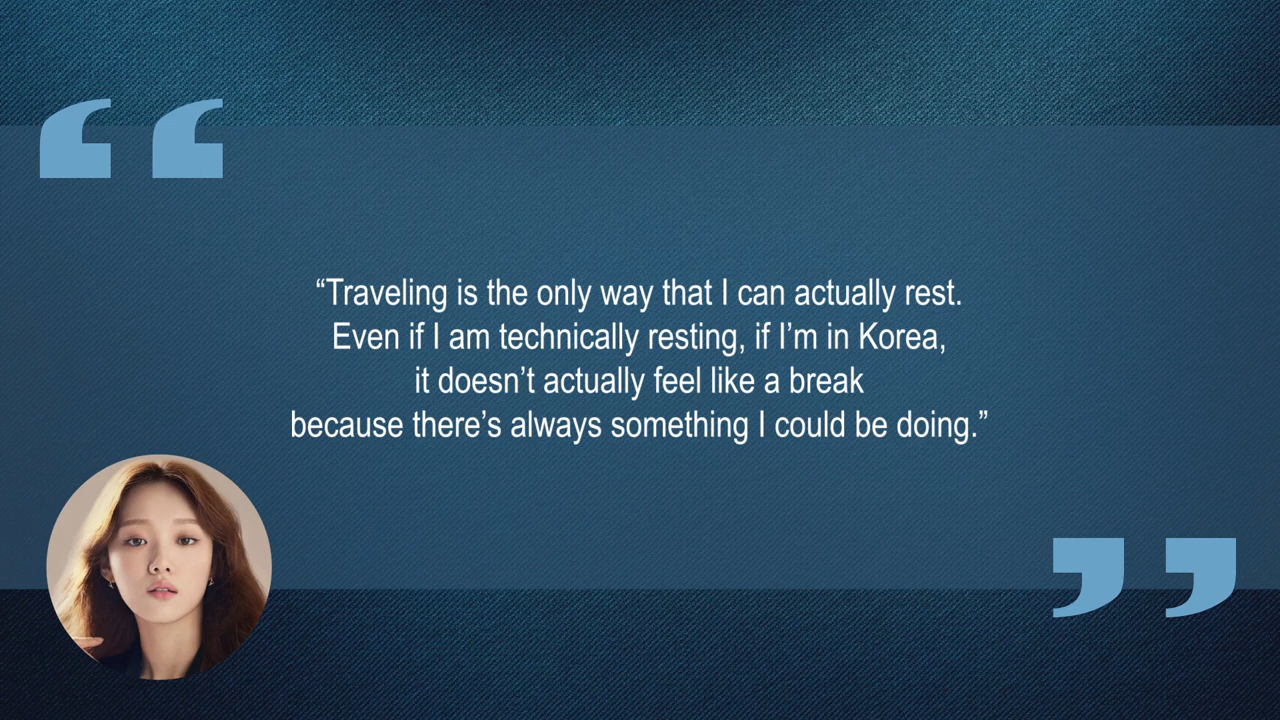 “Traveling is the only way that I can actually rest.
Even if I am technically resting, if I’m in Korea,
it doesn’t actually feel like a break
because there’s always something I could be doing.”